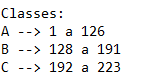 Classes:
A --> 1 a 126
B --> 128 a 191
C --> 192 a 223